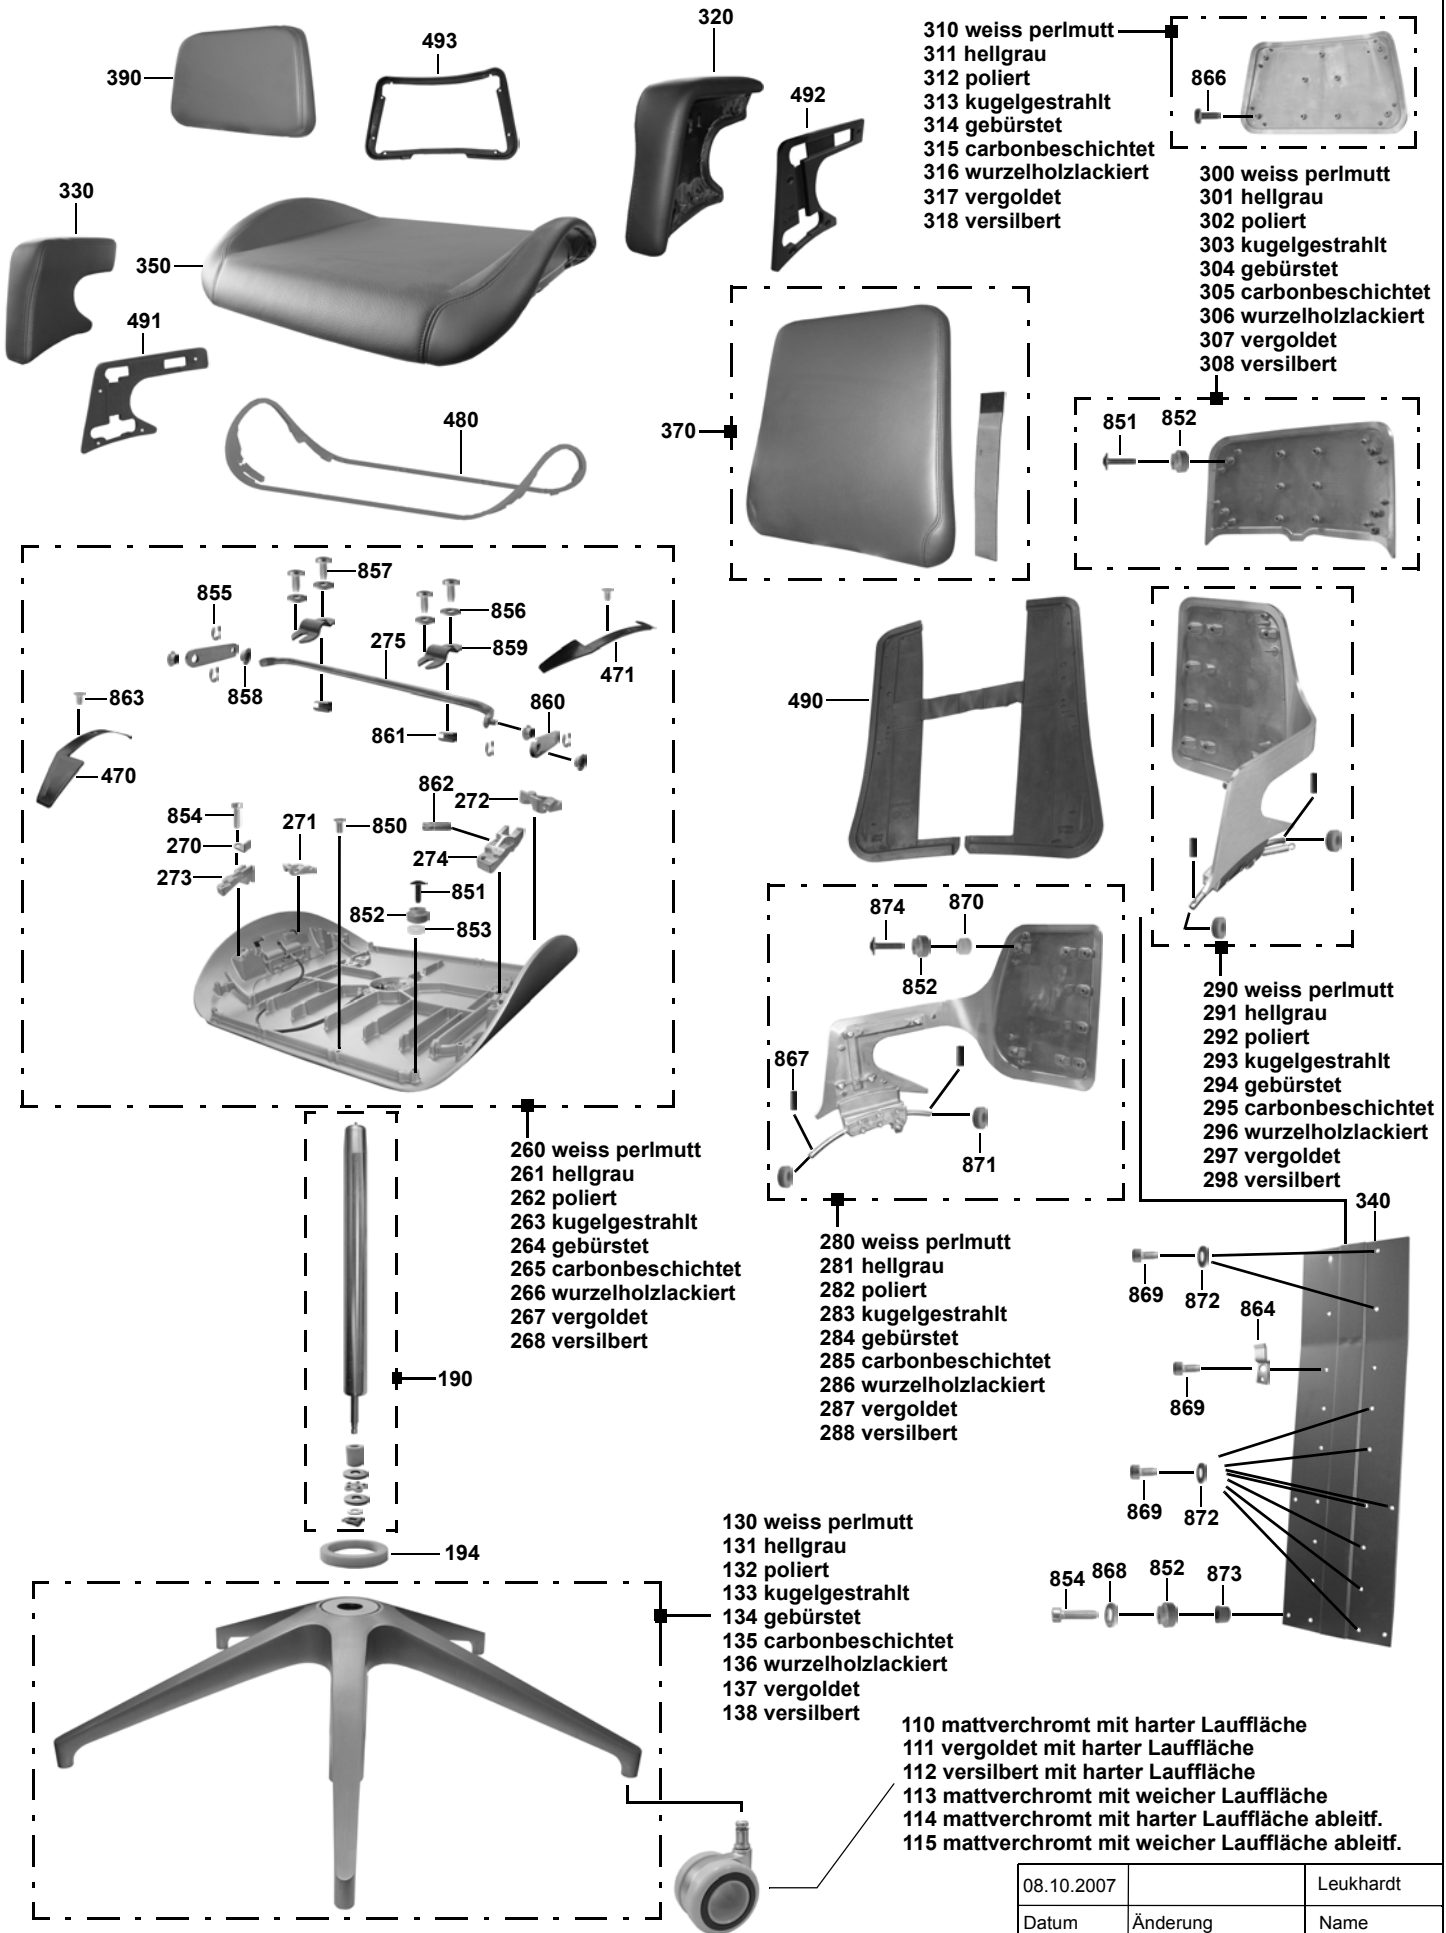 320
493
390
492
310 weiss perlmutt
311 hellgrau
312 poliert
313 kugelgestrahlt
314 gebürstet
315 carbonbeschichtet
316 wurzelholzlackiert
317 vergoldet
318 versilbert
866
300 weiss perlmutt
301 hellgrau
302 poliert
303 kugelgestrahlt
304 gebürstet
305 carbonbeschichtet
306 wurzelholzlackiert
307 vergoldet
308 versilbert
330
350
491
480
370
851
852
857
855
856
275
859
471
858
863
860
861
470
862
272
854
271
850
270
274
273
851
852
853
490
874
870
852
867
871
290 weiss perlmutt
291 hellgrau
292 poliert
293 kugelgestrahlt
294 gebürstet
295 carbonbeschichtet
296 wurzelholzlackiert
297 vergoldet
298 versilbert
260 weiss perlmutt
261 hellgrau
262 poliert
263 kugelgestrahlt
264 gebürstet
265 carbonbeschichtet
266 wurzelholzlackiert
267 vergoldet
268 versilbert
280 weiss perlmutt
281 hellgrau
282 poliert
283 kugelgestrahlt
284 gebürstet
285 carbonbeschichtet
286 wurzelholzlackiert
287 vergoldet
288 versilbert
340
869
872
864
869
869
872
854
868
852
873
190
194
130 weiss perlmutt
131 hellgrau
132 poliert
133 kugelgestrahlt
134 gebürstet
135 carbonbeschichtet
136 wurzelholzlackiert
137 vergoldet
138 versilbert
110 mattverchromt mit harter Lauffläche
111 vergoldet mit harter Lauffläche
112 versilbert mit harter Lauffläche
113 mattverchromt mit weicher Lauffläche
114 mattverchromt mit harter Lauffläche ableitf.
115 mattverchromt mit weicher Lauffläche ableitf.
08.10.2007 Leukhardt
Datum Änderung Name